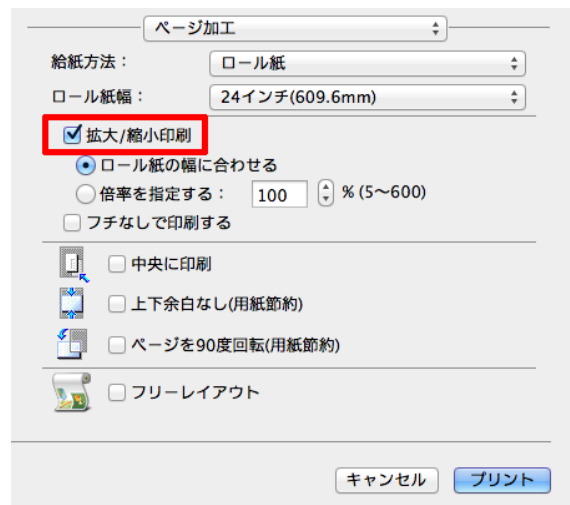 ページ加工
給紙方法： ロール紙
ロール紙幅： 24インチ(609.6mm)
拡大/縮小印刷
ロール紙の幅に合わせる
倍率を指定する： 100 % (5～600)
フチなしで印刷する
中央に印刷
上下余白なし(用紙節約)
ページを90度回転(用紙節約)
フリーレイアウト
キャンセル プリント